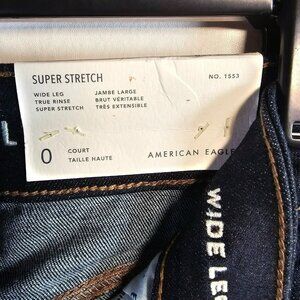 SUPER STRETCH
NO. 1553
WIDE LEG
TRUE RINSE
SUPER STRETCH
JAMBE LARGE
BRUT VÉRITABLE
TRÈS EXTENSIBLE
0
COURT
TAILLE HAUTE
AMERICAN EAGLE
L
WIDE LEG